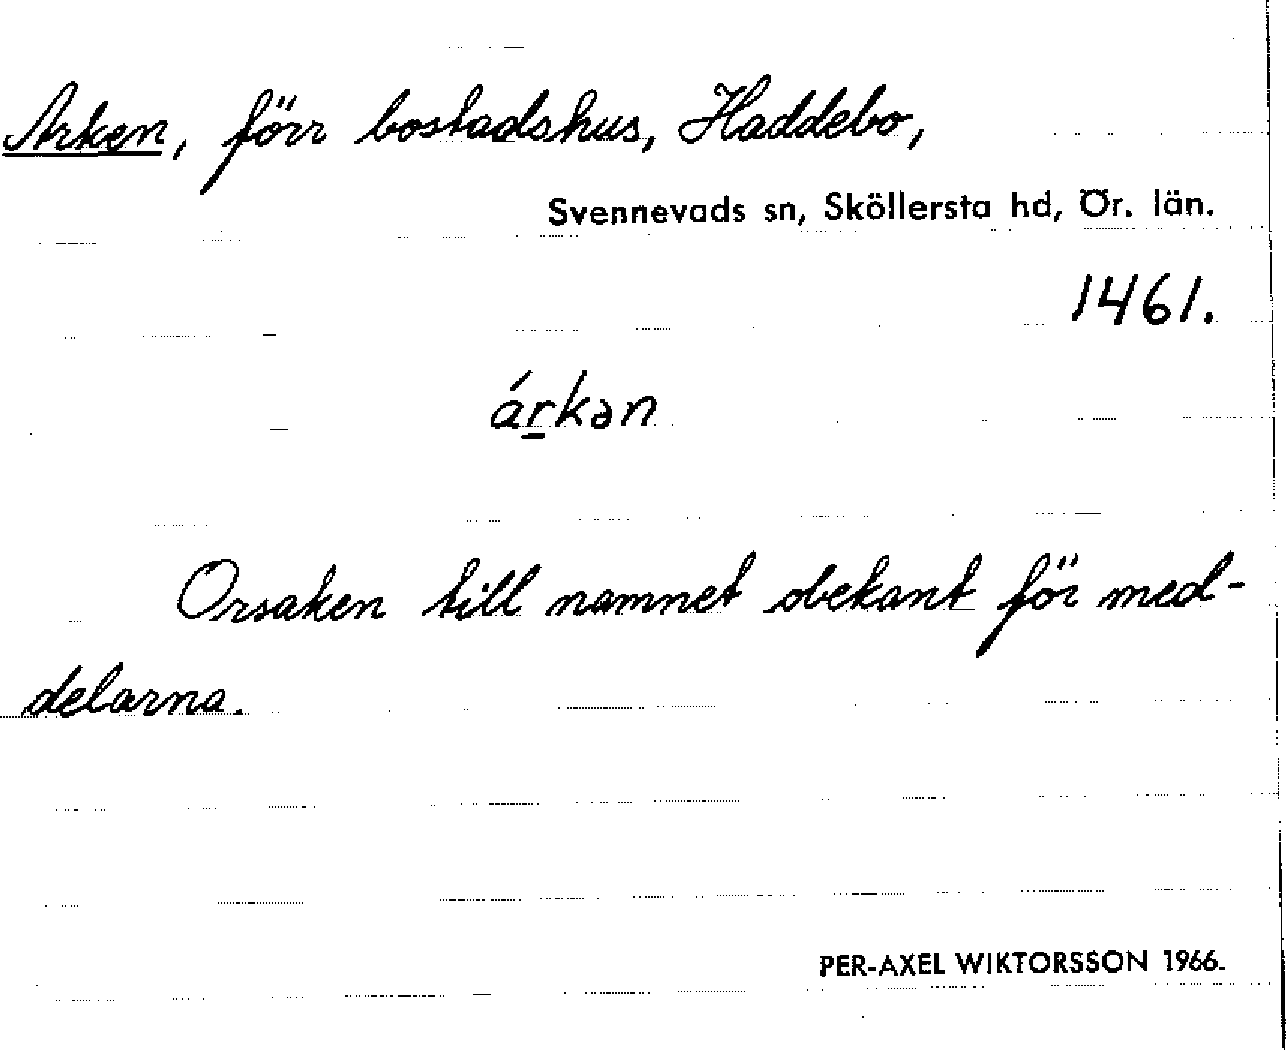 Arken, förr bostadshus, Haddebo,
Svennevads sn, Sköllersta hd, Ör. län.
1461.
árkən
Orsaken till namnet obekant för med-
delarna.
PER-AXEL WIKTORSSON 1966.